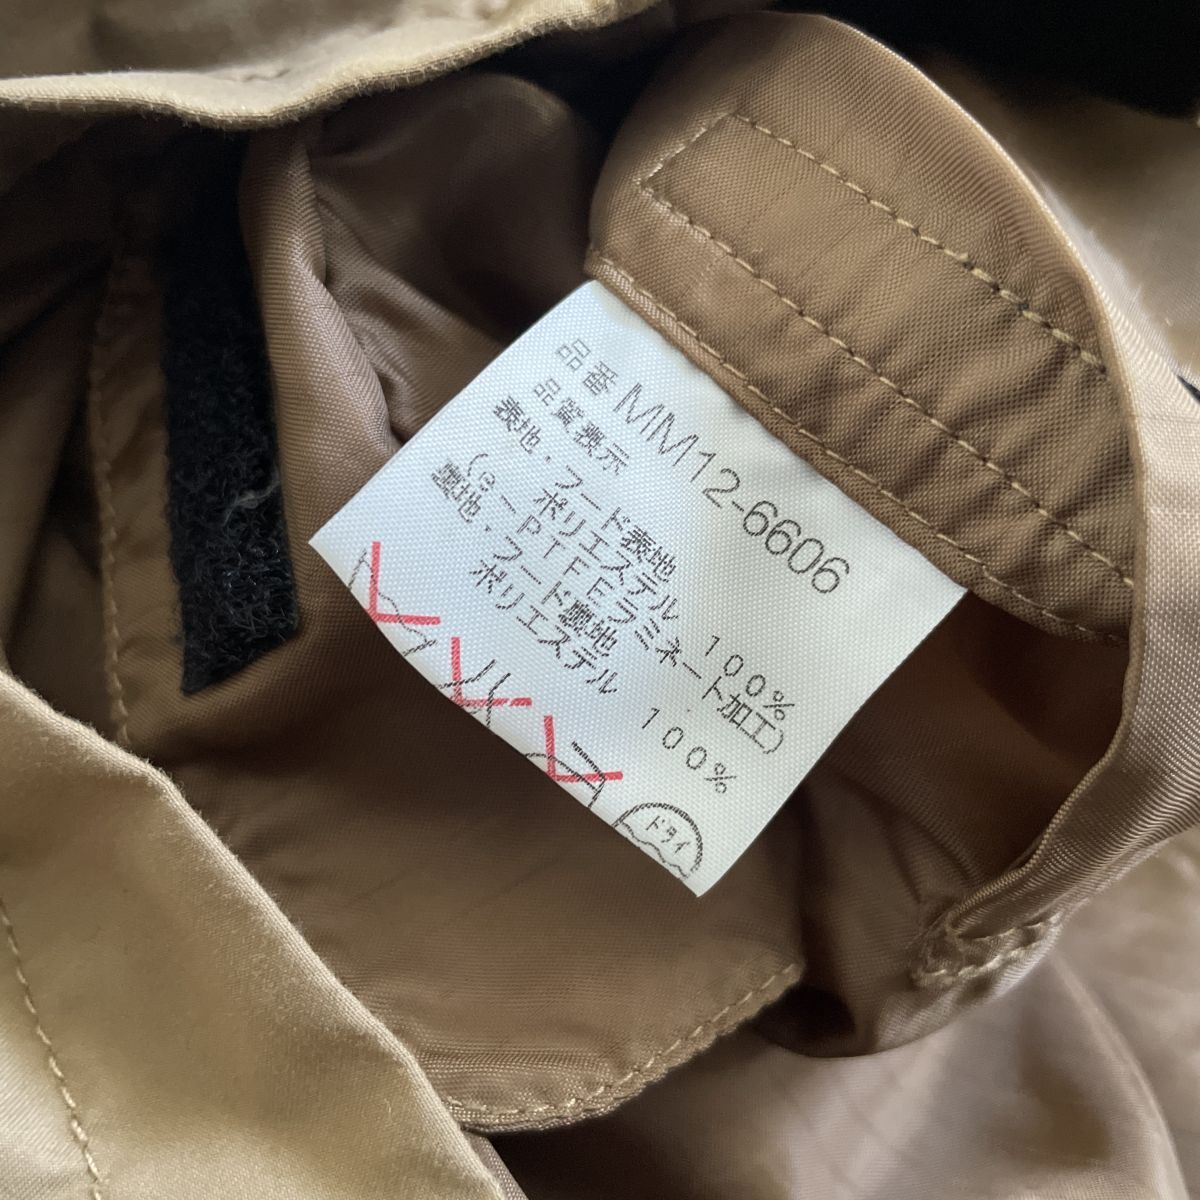 品番 MM12-6606
品質表示
表地・フード表地
ポリエステル 100%
PTFEラミネート加工)
裏地・フード裏地
ポリエステル 100%
ドライ